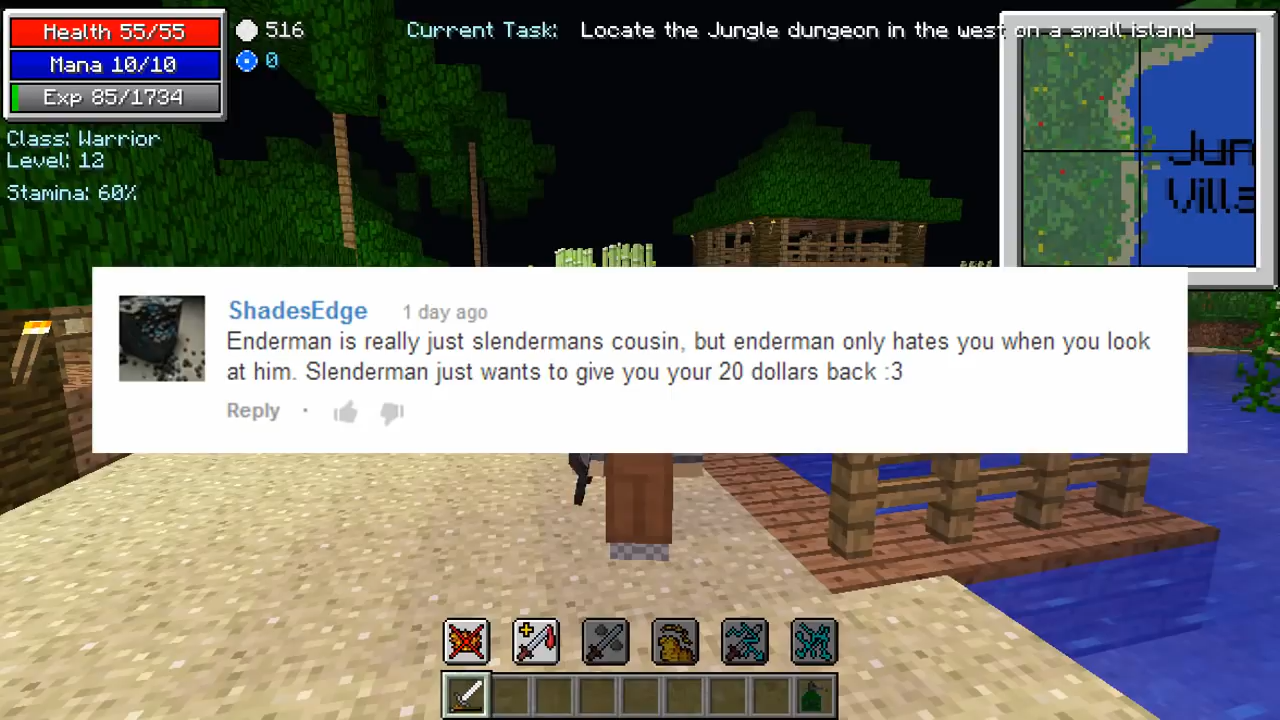 Health 55/55
516
Current Task: Locate the Jungle dungeon in the west on a small island
Mana 10/10
0
Exp 85/1734
Class: Warrior
Level: 12
Stamina: 60%
Jun
Villa
ShadesEdge 1 day ago
Enderman is really just slendermans cousin, but enderman only hates you when you look
at him. Slenderman just wants to give you your 20 dollars back :3
Reply ·